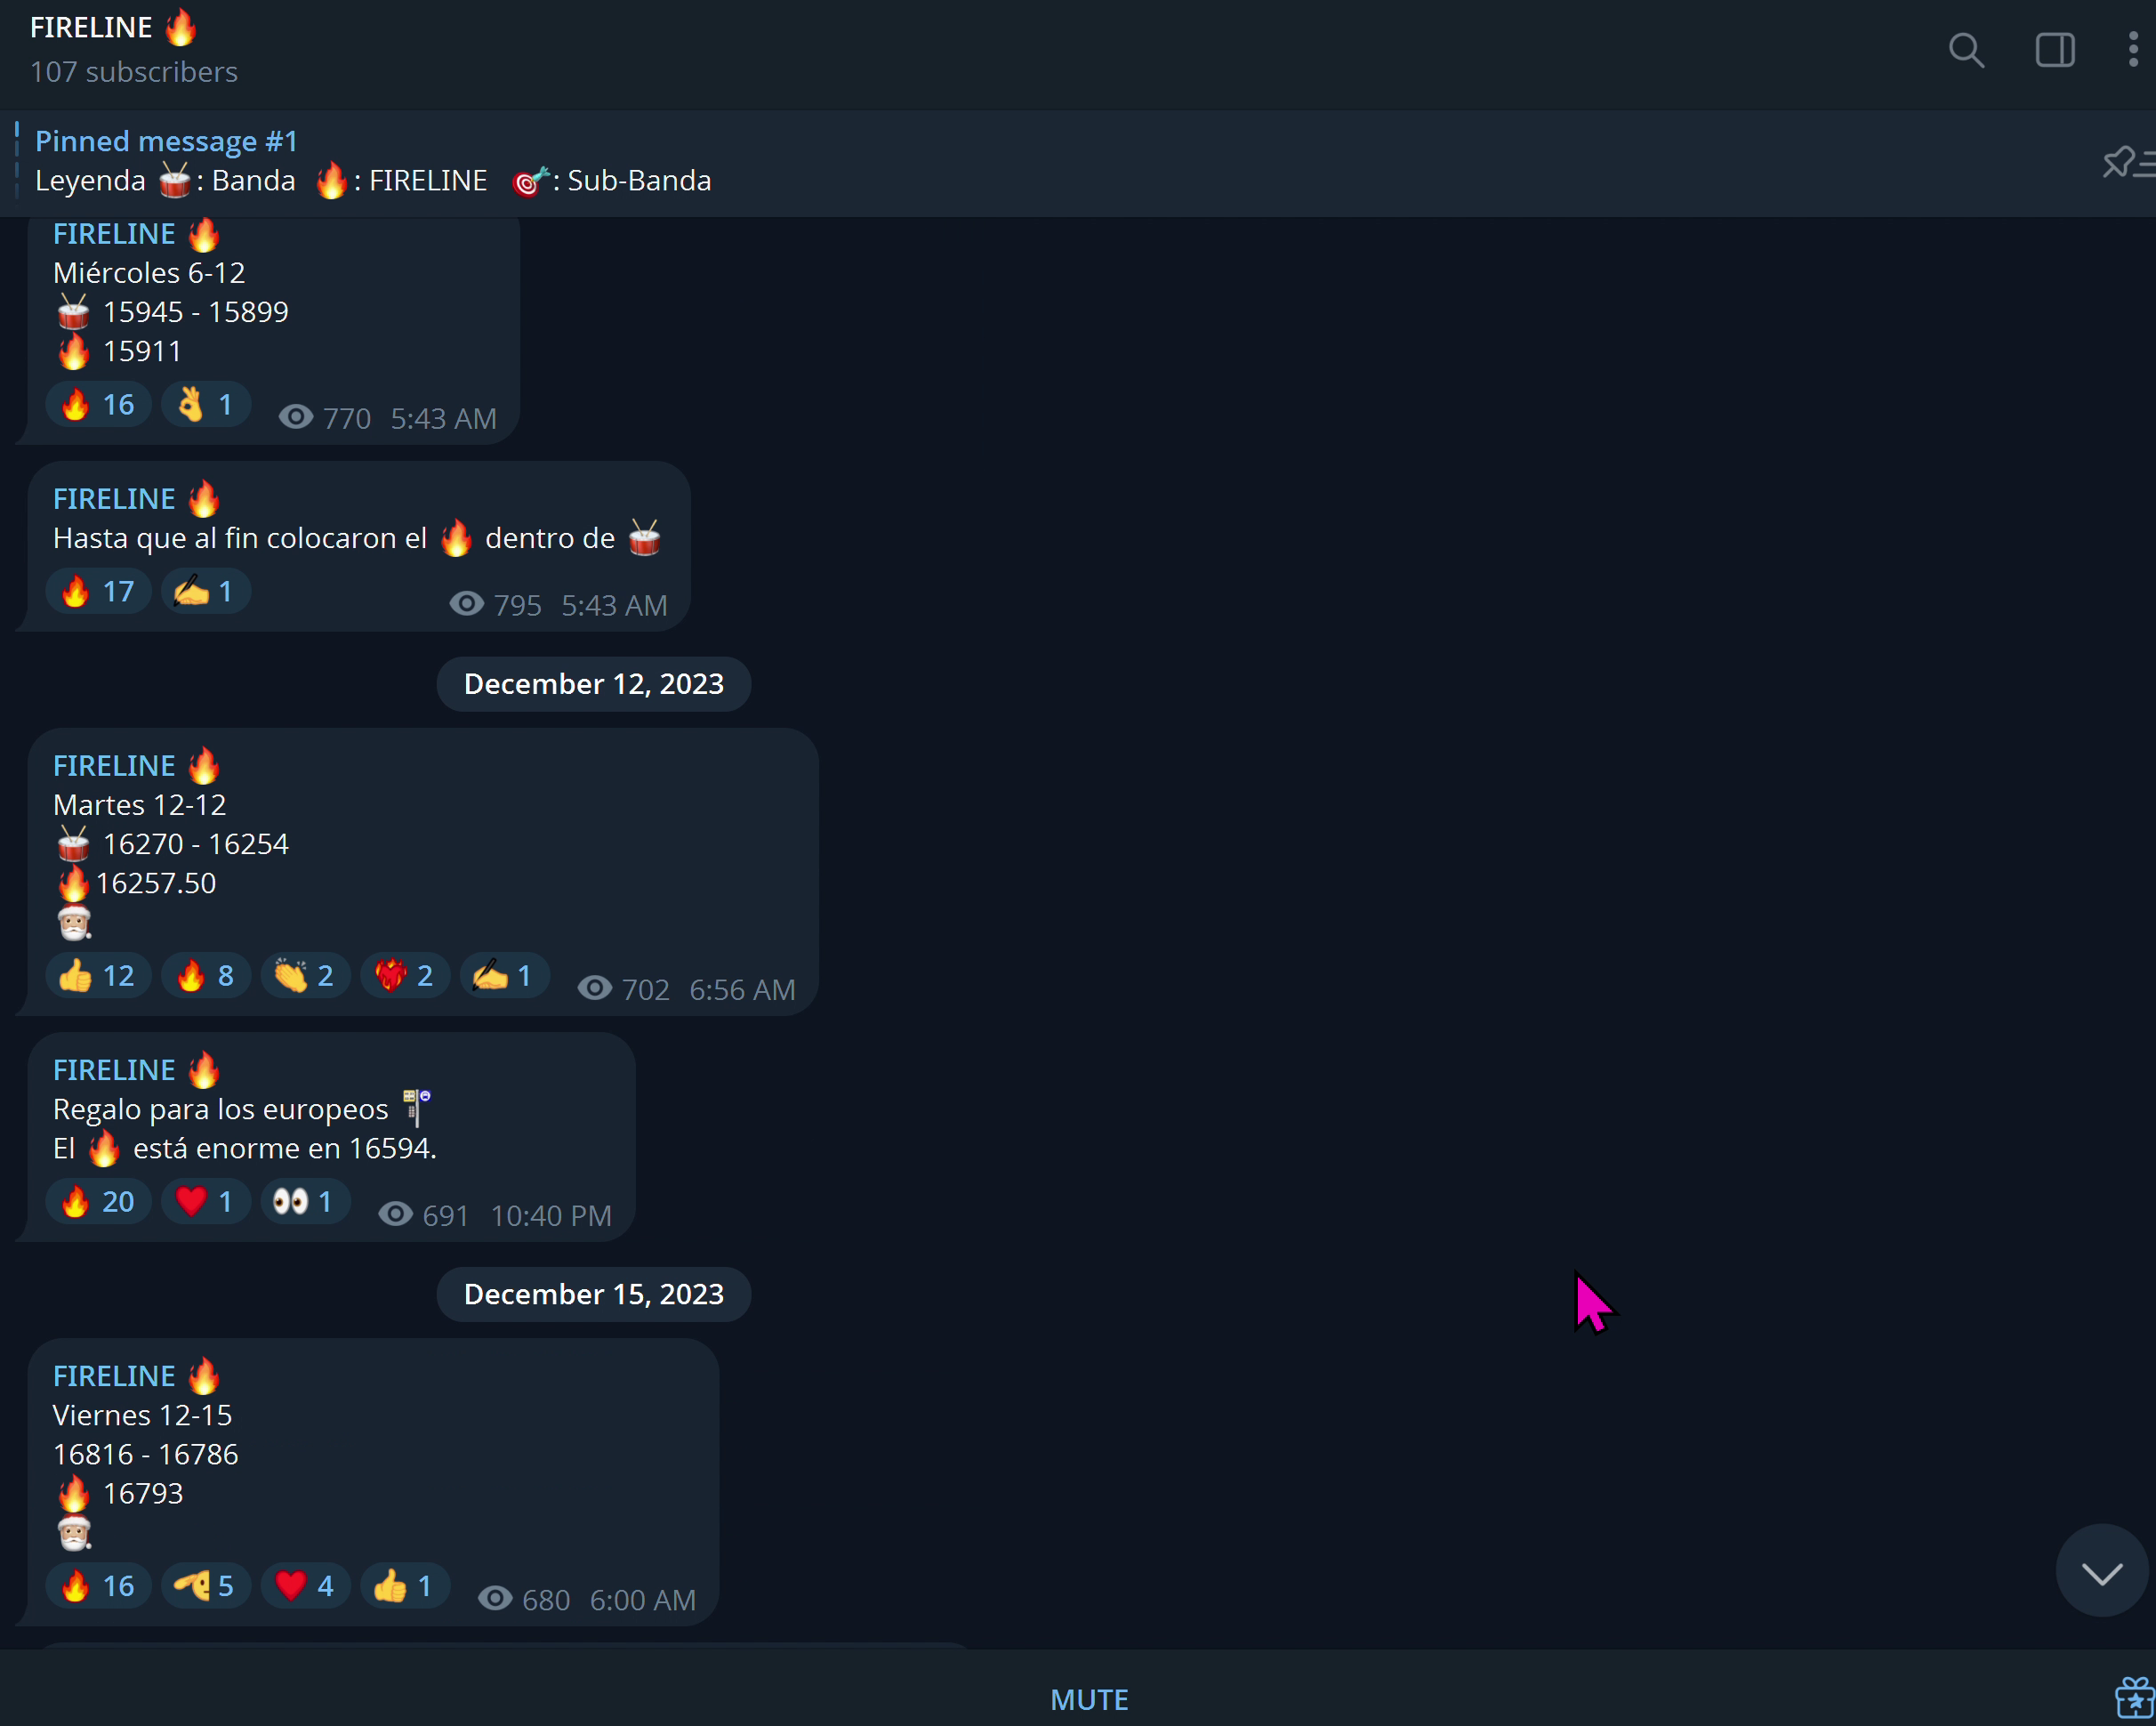 FIRELINE 🔥
107 subscribers
Pinned message #1
Leyenda 🥁: Banda 🔥: FIRELINE 🎯: Sub-Banda
FIRELINE 🔥
Miércoles 6-12
🥁 15945 - 15899
🔥 15911
🔥 16 👌 1 770 5:43 AM
FIRELINE 🔥
Hasta que al fin colocaron el 🔥 dentro de 🥁
🔥 17 ✍️ 1 795 5:43 AM
December 12, 2023
FIRELINE 🔥
Martes 12-12
🥁 16270 - 16254
🔥16257.50
🎅🏼
👍 12 🔥 8 👏 2 ❤️‍🔥 2 ✍️ 1 702 6:56 AM
FIRELINE 🔥
Regalo para los europeos 🚏
El 🔥 está enorme en 16594.
🔥 20 ❤️ 1 👀 1 691 10:40 PM
December 15, 2023
FIRELINE 🔥
Viernes 12-15
16816 - 16786
🔥 16793
🎅🏼
🔥 16 🫡 5 ❤️ 4 👍 1 680 6:00 AM
MUTE